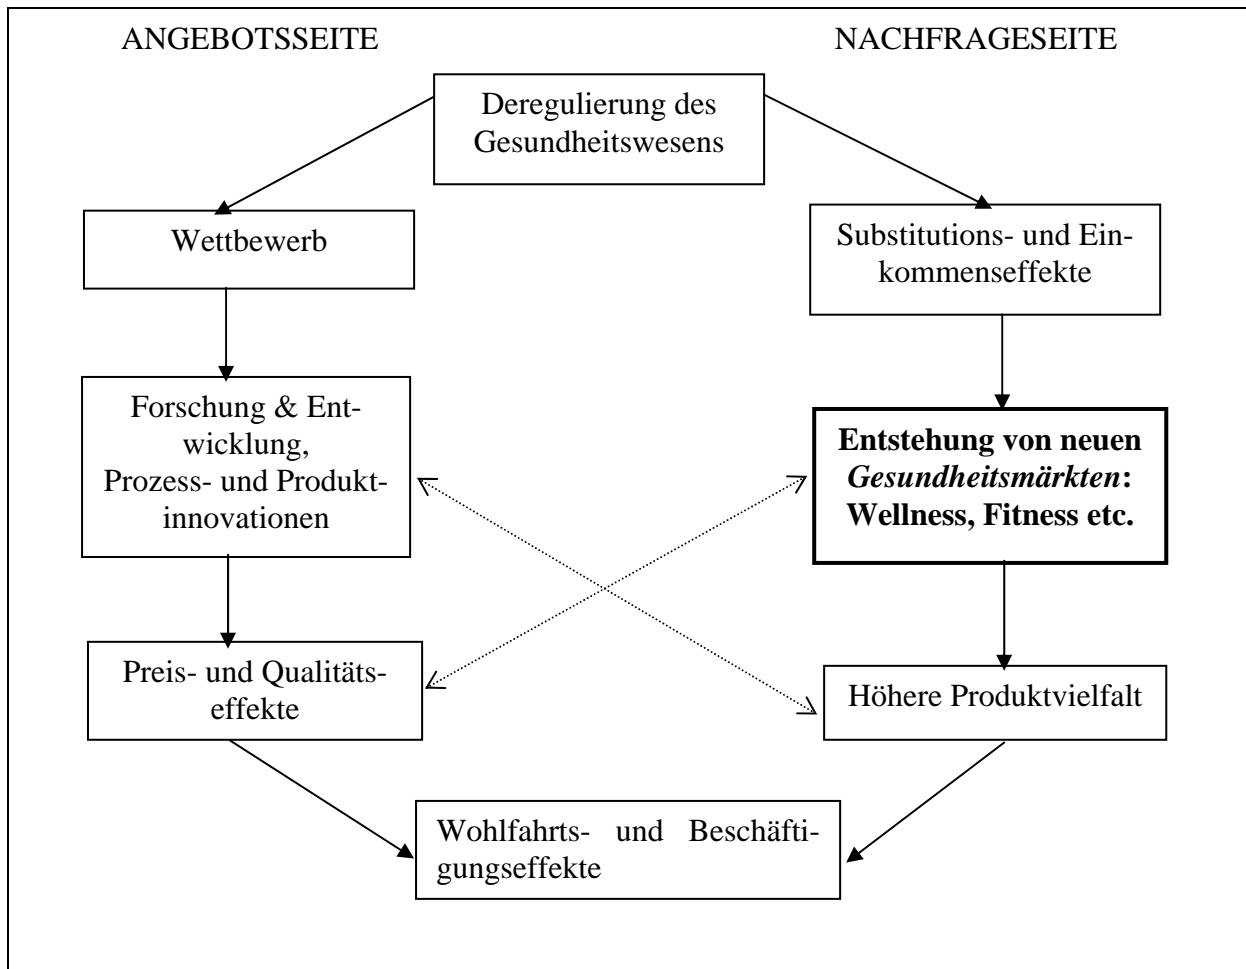 ANGEBOTSSEITE
NACHFRAGESEITE
Deregulierung des
Gesundheitswesens
Wettbewerb
Substitutions- und Ein-
kommenseffekte
Forschung & Ent-
wicklung,
Prozess- und Produkt-
innovationen
Entstehung von neuen
Gesundheitsmärkten:
Wellness, Fitness etc.
Preis- und Qualitäts-
effekte
Höhere Produktvielfalt
Wohlfahrts- und Beschäfti-
gungseffekte